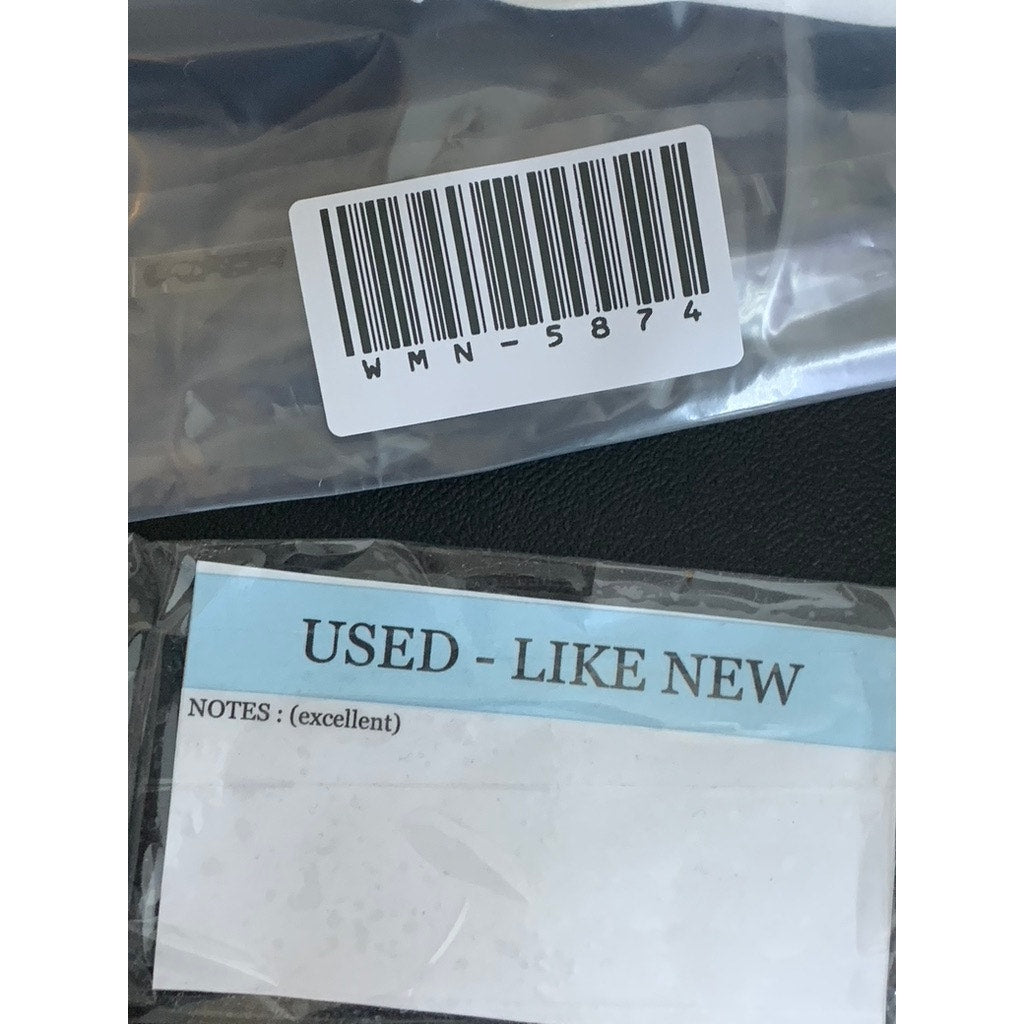 WMN-5874
USED - LIKE NEW
NOTES : (excellent)